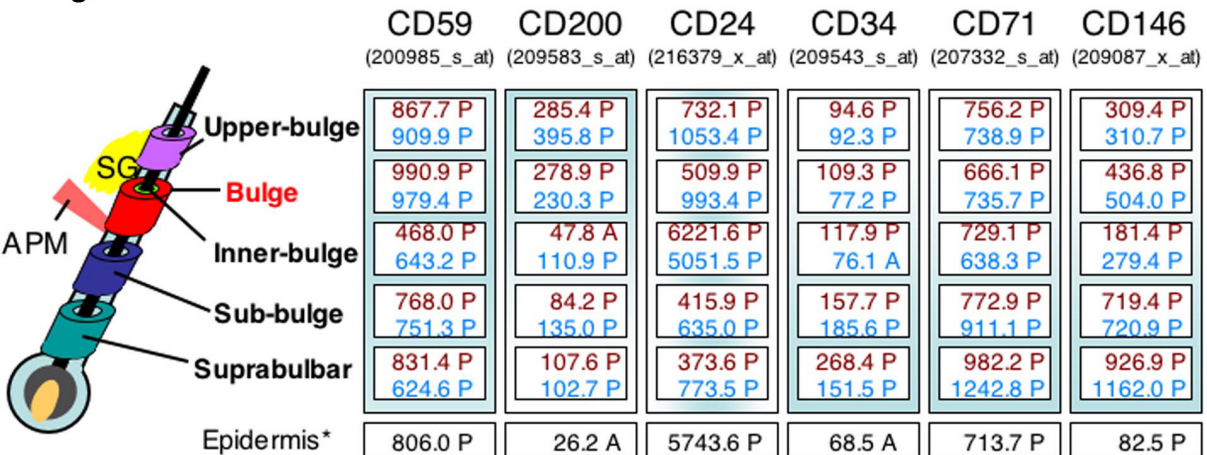 CD59 CD200 CD24 CD34 CD71 CD146
(200985_s_at) (209583_s_at) (216379_x_at) (209543_s_at) (207332_s_at) (209087_x_at)
867.7 P 285.4 P 732.1 P 94.6 P 756.2 P 309.4 P
Upper-bulge 909.9 P 395.8 P 1053.4 P 92.3 P 738.9 P 310.7 P
SG 990.9 P 278.9 P 509.9 P 109.3 P 666.1 P 436.8 P
Bulge 979.4 P 230.3 P 993.4 P 77.2 P 735.7 P 504.0 P
APM 468.0 P 47.8 A 6221.6 P 117.9 P 729.1 P 181.4 P
Inner-bulge 643.2 P 110.9 P 5051.5 P 76.1 A 638.3 P 279.4 P
Sub-bulge 768.0 P 84.2 P 415.9 P 157.7 P 772.9 P 719.4 P
751.3 P 135.0 P 635.0 P 185.6 P 911.1 P 720.9 P
Suprabulbar 831.4 P 107.6 P 373.6 P 268.4 P 982.2 P 926.9 P
624.6 P 102.7 P 773.5 P 151.5 P 1242.8 P 1162.0 P
Epidermis* 806.0 P 26.2 A 5743.6 P 68.5 A 713.7 P 82.5 P